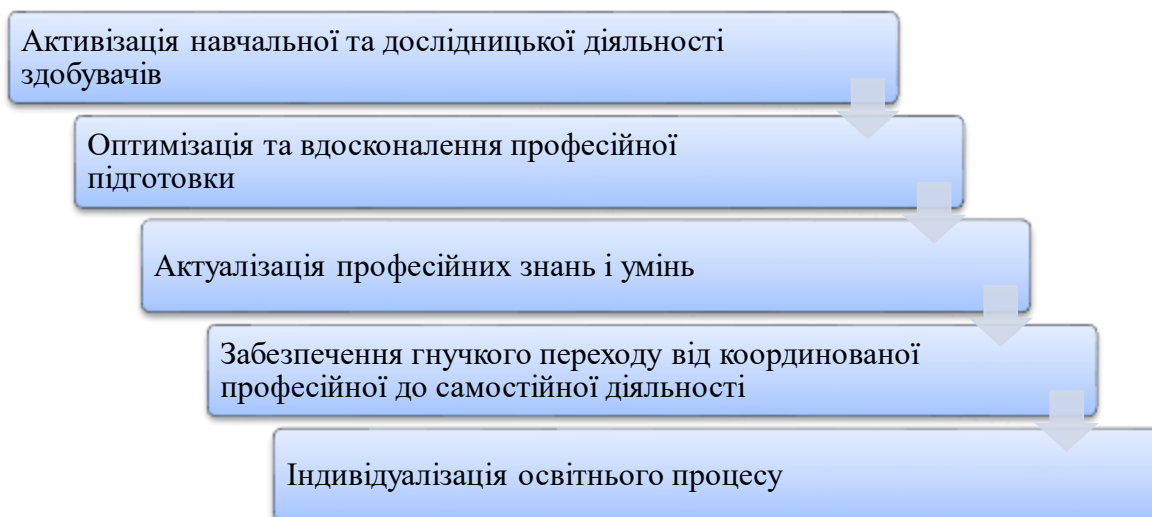 Активізація навчальної та дослідницької діяльності
здобувачів
Оптимізація та вдосконалення професійної
підготовки
Актуалізація професійних знань і умінь
Забезпечення гнучкого переходу від координованої
професійної до самостійної діяльності
Індивідуалізація освітнього процесу